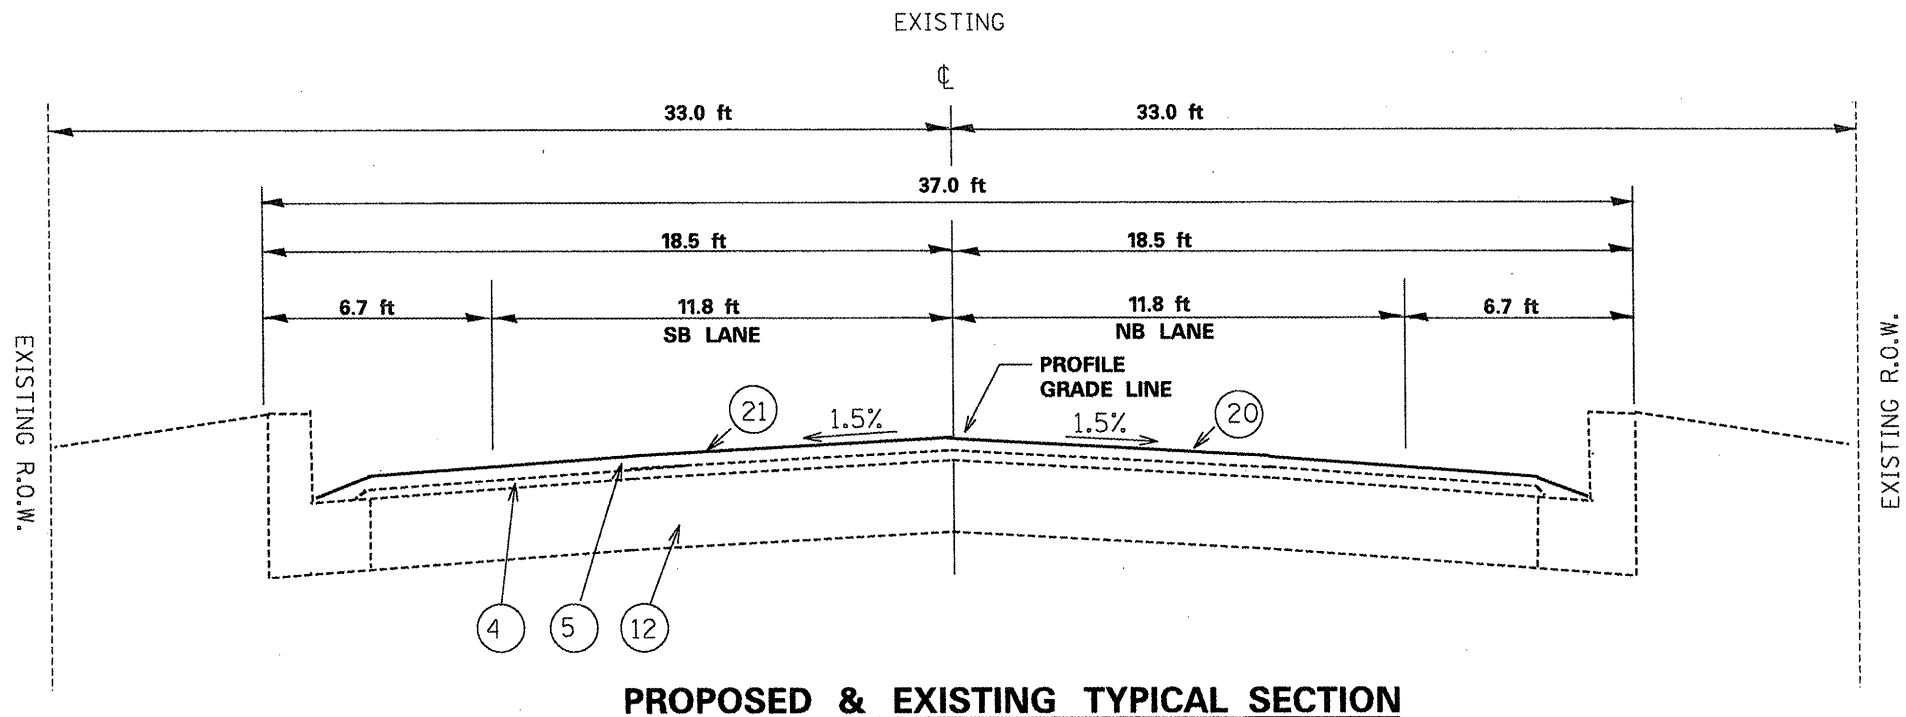 EXISTING
℄
33.0 ft
33.0 ft
37.0 ft
18.5 ft
18.5 ft
6.7 ft
11.8 ft
SB LANE
11.8 ft
NB LANE
6.7 ft
EXISTING R.O.W.
EXISTING R.O.W.
PROFILE
GRADE LINE
21
1.5%
1.5%
20
4
5
12
PROPOSED & EXISTING TYPICAL SECTION